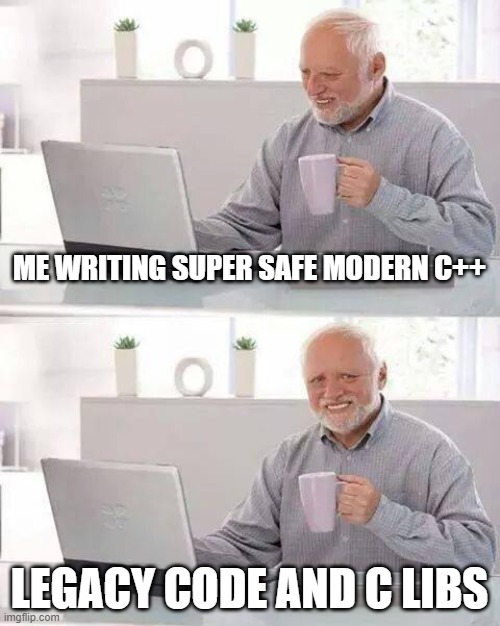 ME WRITING SUPER SAFE MODERN C++
LEGACY CODE AND C LIBS
imgflip.com